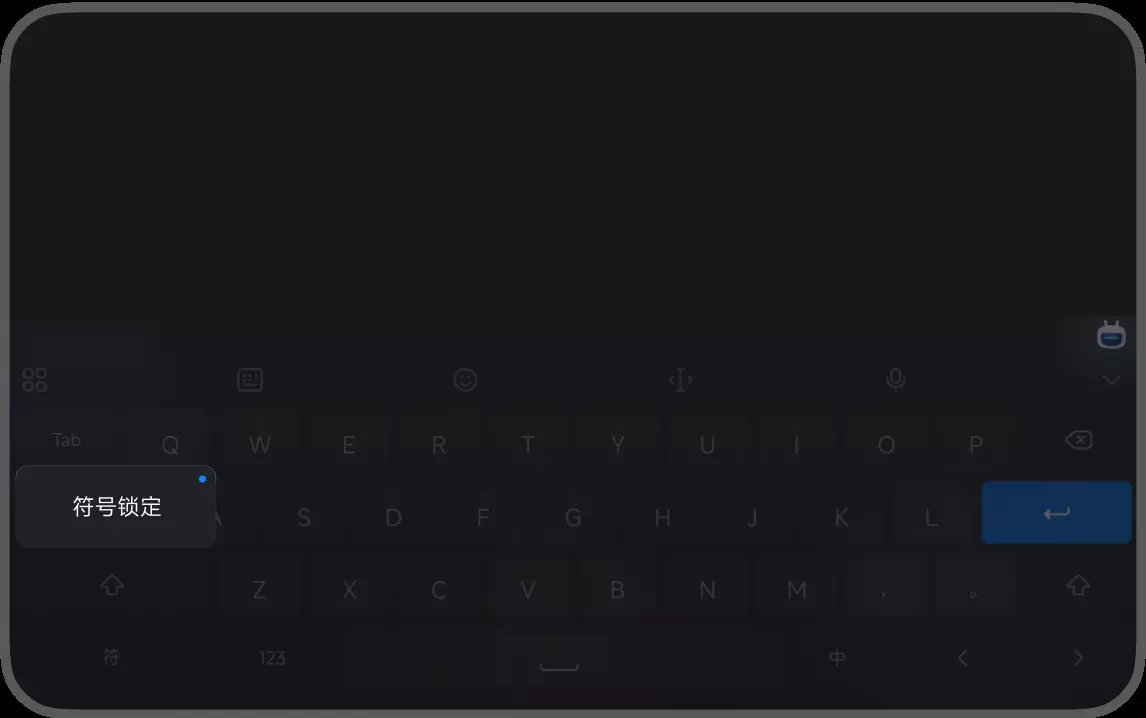 Tab Q W E R T Y U I O P
符号锁定 A S D F G H J K L
Z X C V B N M , 。
符 123 中